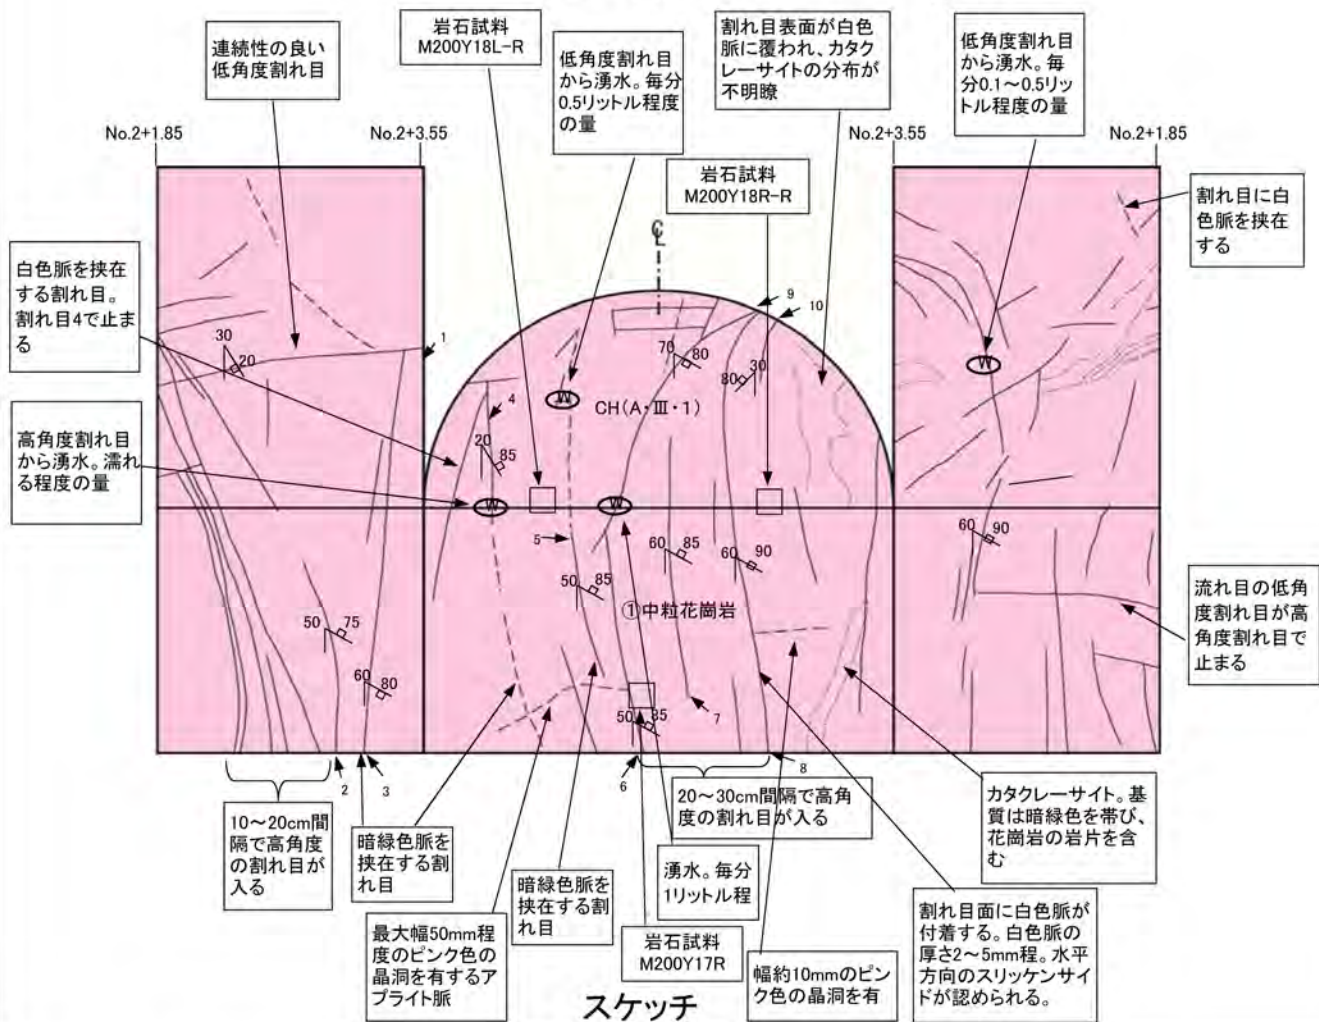 連続性の良い
低角度割れ目
岩石試料
M200Y18L-R
低角度割れ目
から湧水。毎分
0.5リットル程度
の量
割れ目表面が白色
脈に覆われ、カタク
レーサイトの分布が
不明瞭
低角度割れ目
から湧水。毎
分0.1～0.5リッ
トル程度の量
No.2+1.85
No.2+3.55
No.2+3.55
No.2+1.85
岩石試料
M200Y18R-R
割れ目に白
色脈を挟在
する
℄
白色脈を挟在
する割れ目。
割れ目4で止ま
る
高角度割れ目
から湧水。濡れ
る程度の量
30
20
1
9
10
70
80
80
30
W
W
CH(A・Ⅲ・1)
4
20
85
W
W
5
50
85
60
85
60
90
60
90
①中粒花崗岩
流れ目の低角
度割れ目が高
角度割れ目で
止まる
50
75
60
80
50
85
7
2
3
6
8
10～20cm間
隔で高角度
の割れ目が
入る
暗緑色脈を
挟在する割
れ目
最大幅50mm程
度のピンク色の
晶洞を有するア
プライト脈
暗緑色脈を
挟在する割
れ目
20～30cm間隔で高角
度の割れ目が入る
湧水。毎分
1リットル程
岩石試料
M200Y17R
幅約10mmのピン
ク色の晶洞を有
カタクレーサイト。基
質は暗緑色を帯び、
花崗岩の岩片を含
む
割れ目面に白色脈が
付着する。白色脈の
厚さ2～5mm程。水平
方向のスリッケンサイ
ドが認められる。
スケッチ